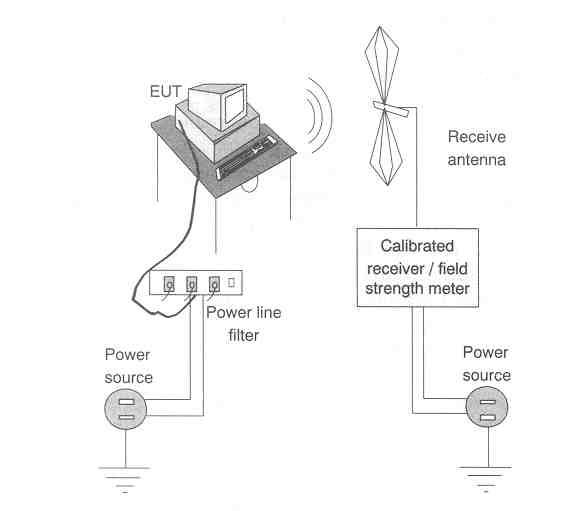 EUT
Receive
antenna
Calibrated
receiver / field
strength meter
Power line
filter
Power
source
Power
source